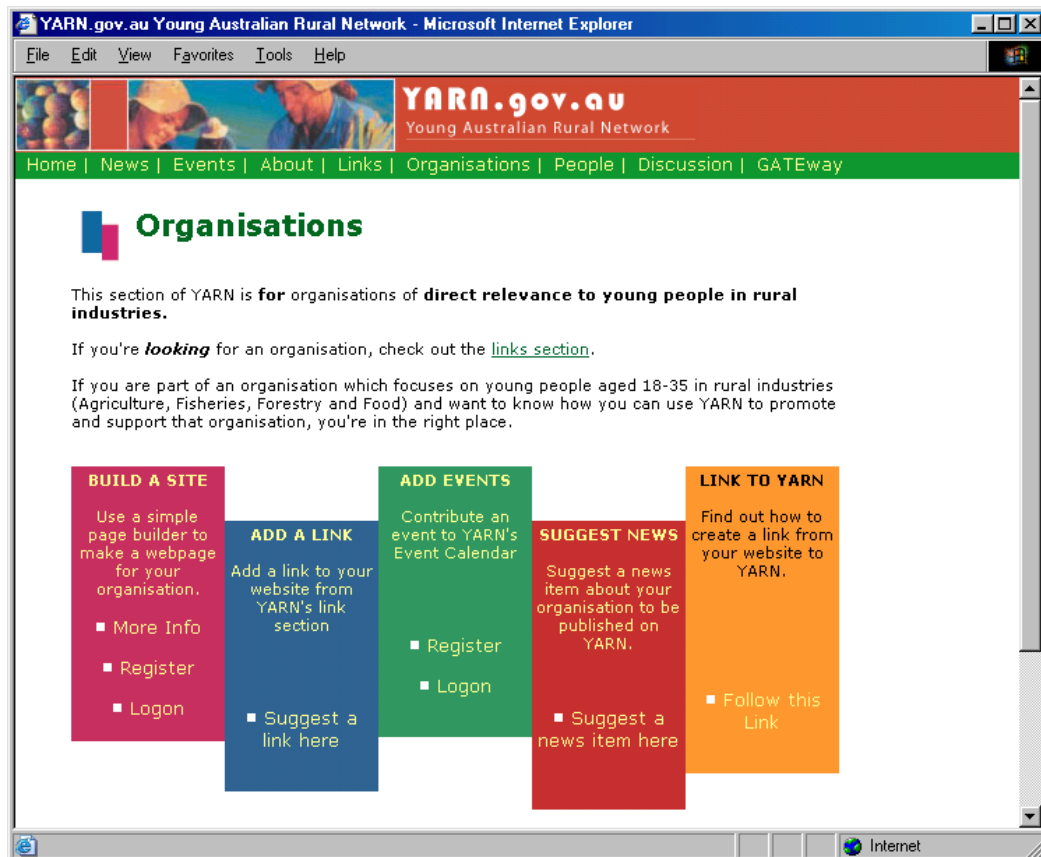 YARN.gov.au Young Australian Rural Network - Microsoft Internet Explorer
File Edit View Favorites Tools Help
YARN.gov.au
Young Australian Rural Network
Home | News | Events | About | Links | Organisations | People | Discussion | GATEway
Organisations
This section of YARN is for organisations of direct relevance to young people in rural
industries.
If you're looking for an organisation, check out the links section.
If you are part of an organisation which focuses on young people aged 18-35 in rural industries
(Agriculture, Fisheries, Forestry and Food) and want to know how you can use YARN to promote
and support that organisation, you're in the right place.
BUILD A SITE
Use a simple
page builder to
make a webpage
for your
organisation.
More Info
Register
Logon
ADD A LINK
Add a link to your
website from
YARN's link
section
Suggest a
link here
ADD EVENTS
Contribute an
event to YARN's
Event Calendar
Register
Logon
SUGGEST NEWS
Suggest a news
item about your
organisation to be
published on
YARN.
Suggest a
news item here
LINK TO YARN
Find out how to
create a link from
your website to
YARN.
Follow this
Link
Internet